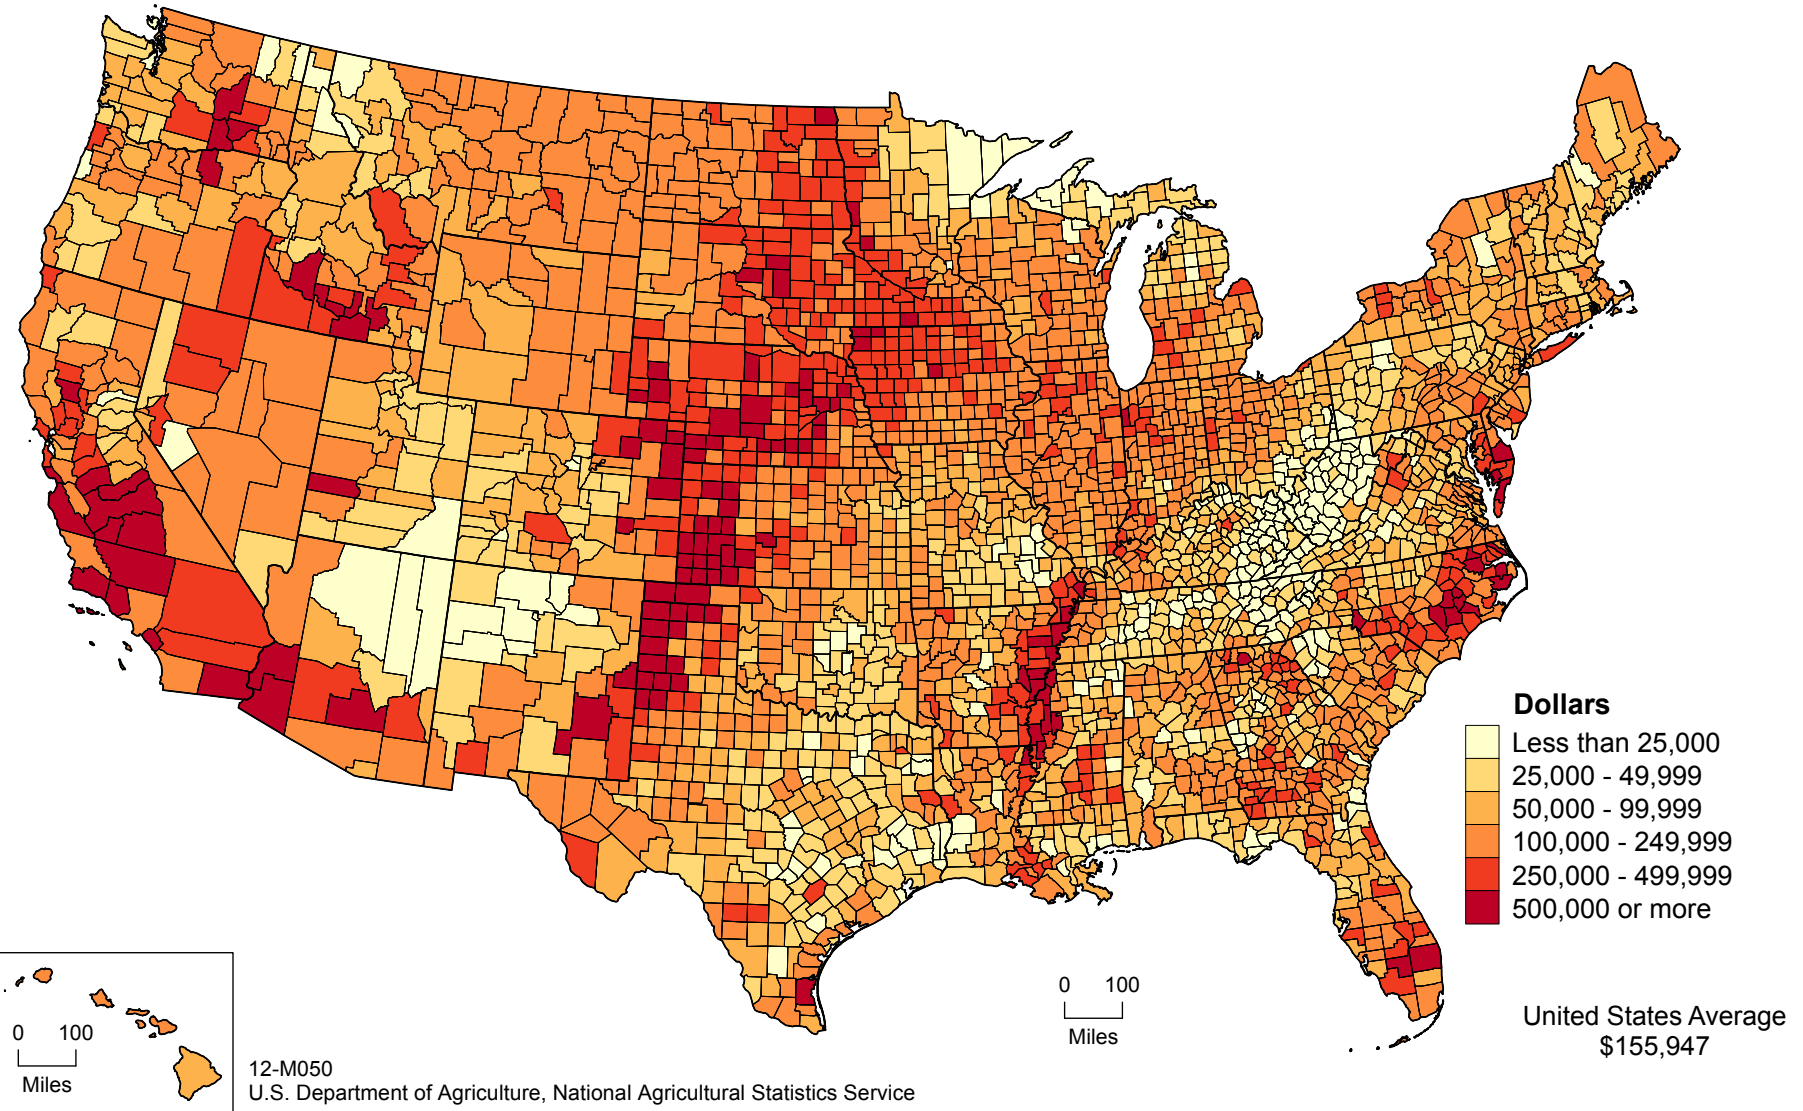 Dollars
Less than 25,000
25,000 - 49,999
50,000 - 99,999
100,000 - 249,999
250,000 - 499,999
500,000 or more
0 100
Miles
United States Average
$155,947
0 100
Miles
12-M050
U.S. Department of Agriculture, National Agricultural Statistics Service